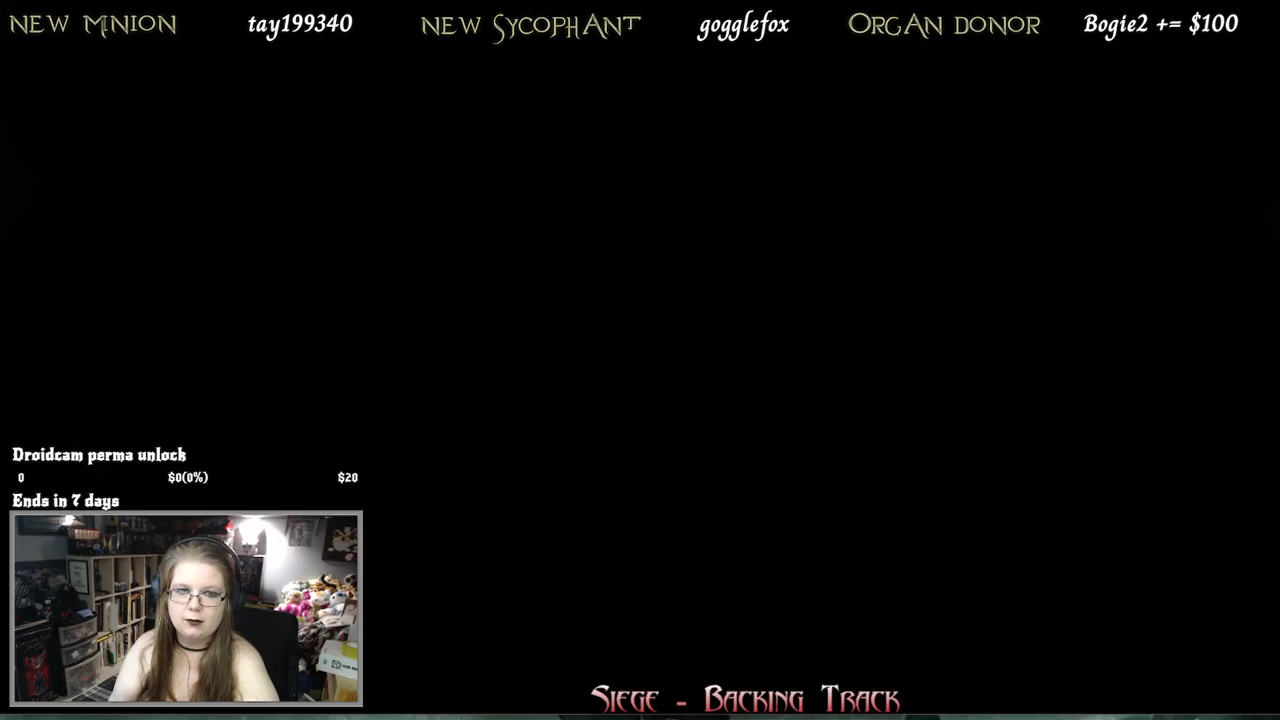 NEW MINION tay199340 NEW SYCOPHANT gogglefox ORGAN DONOR Bogie2 += $100
Droidcam perma unlock
0 $0(0%) $20
Ends in 7 days
SIEGE - BACKING TRACK